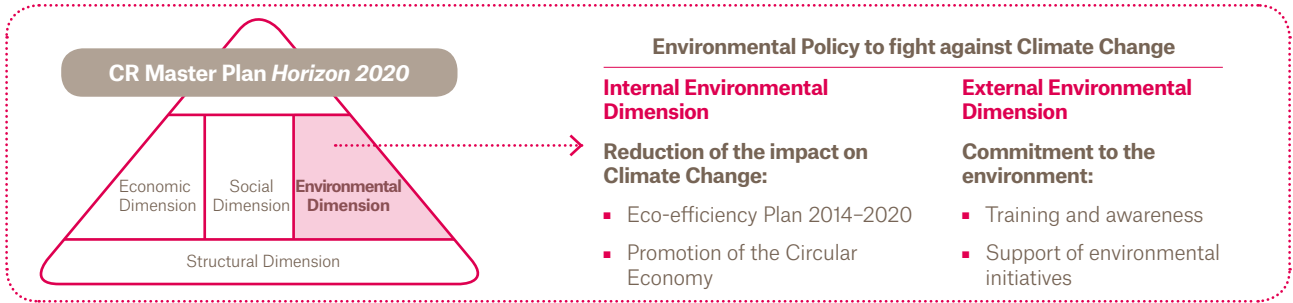 CR Master Plan Horizon 2020
Economic
Dimension
Social
Dimension
Environmental
Dimension
Structural Dimension
Environmental Policy to fight against Climate Change
Internal Environmental
Dimension
Reduction of the impact on
Climate Change:
▪ Eco-efficiency Plan 2014–2020
▪ Promotion of the Circular
Economy
External Environmental
Dimension
Commitment to the
environment:
▪ Training and awareness
▪ Support of environmental
initiatives